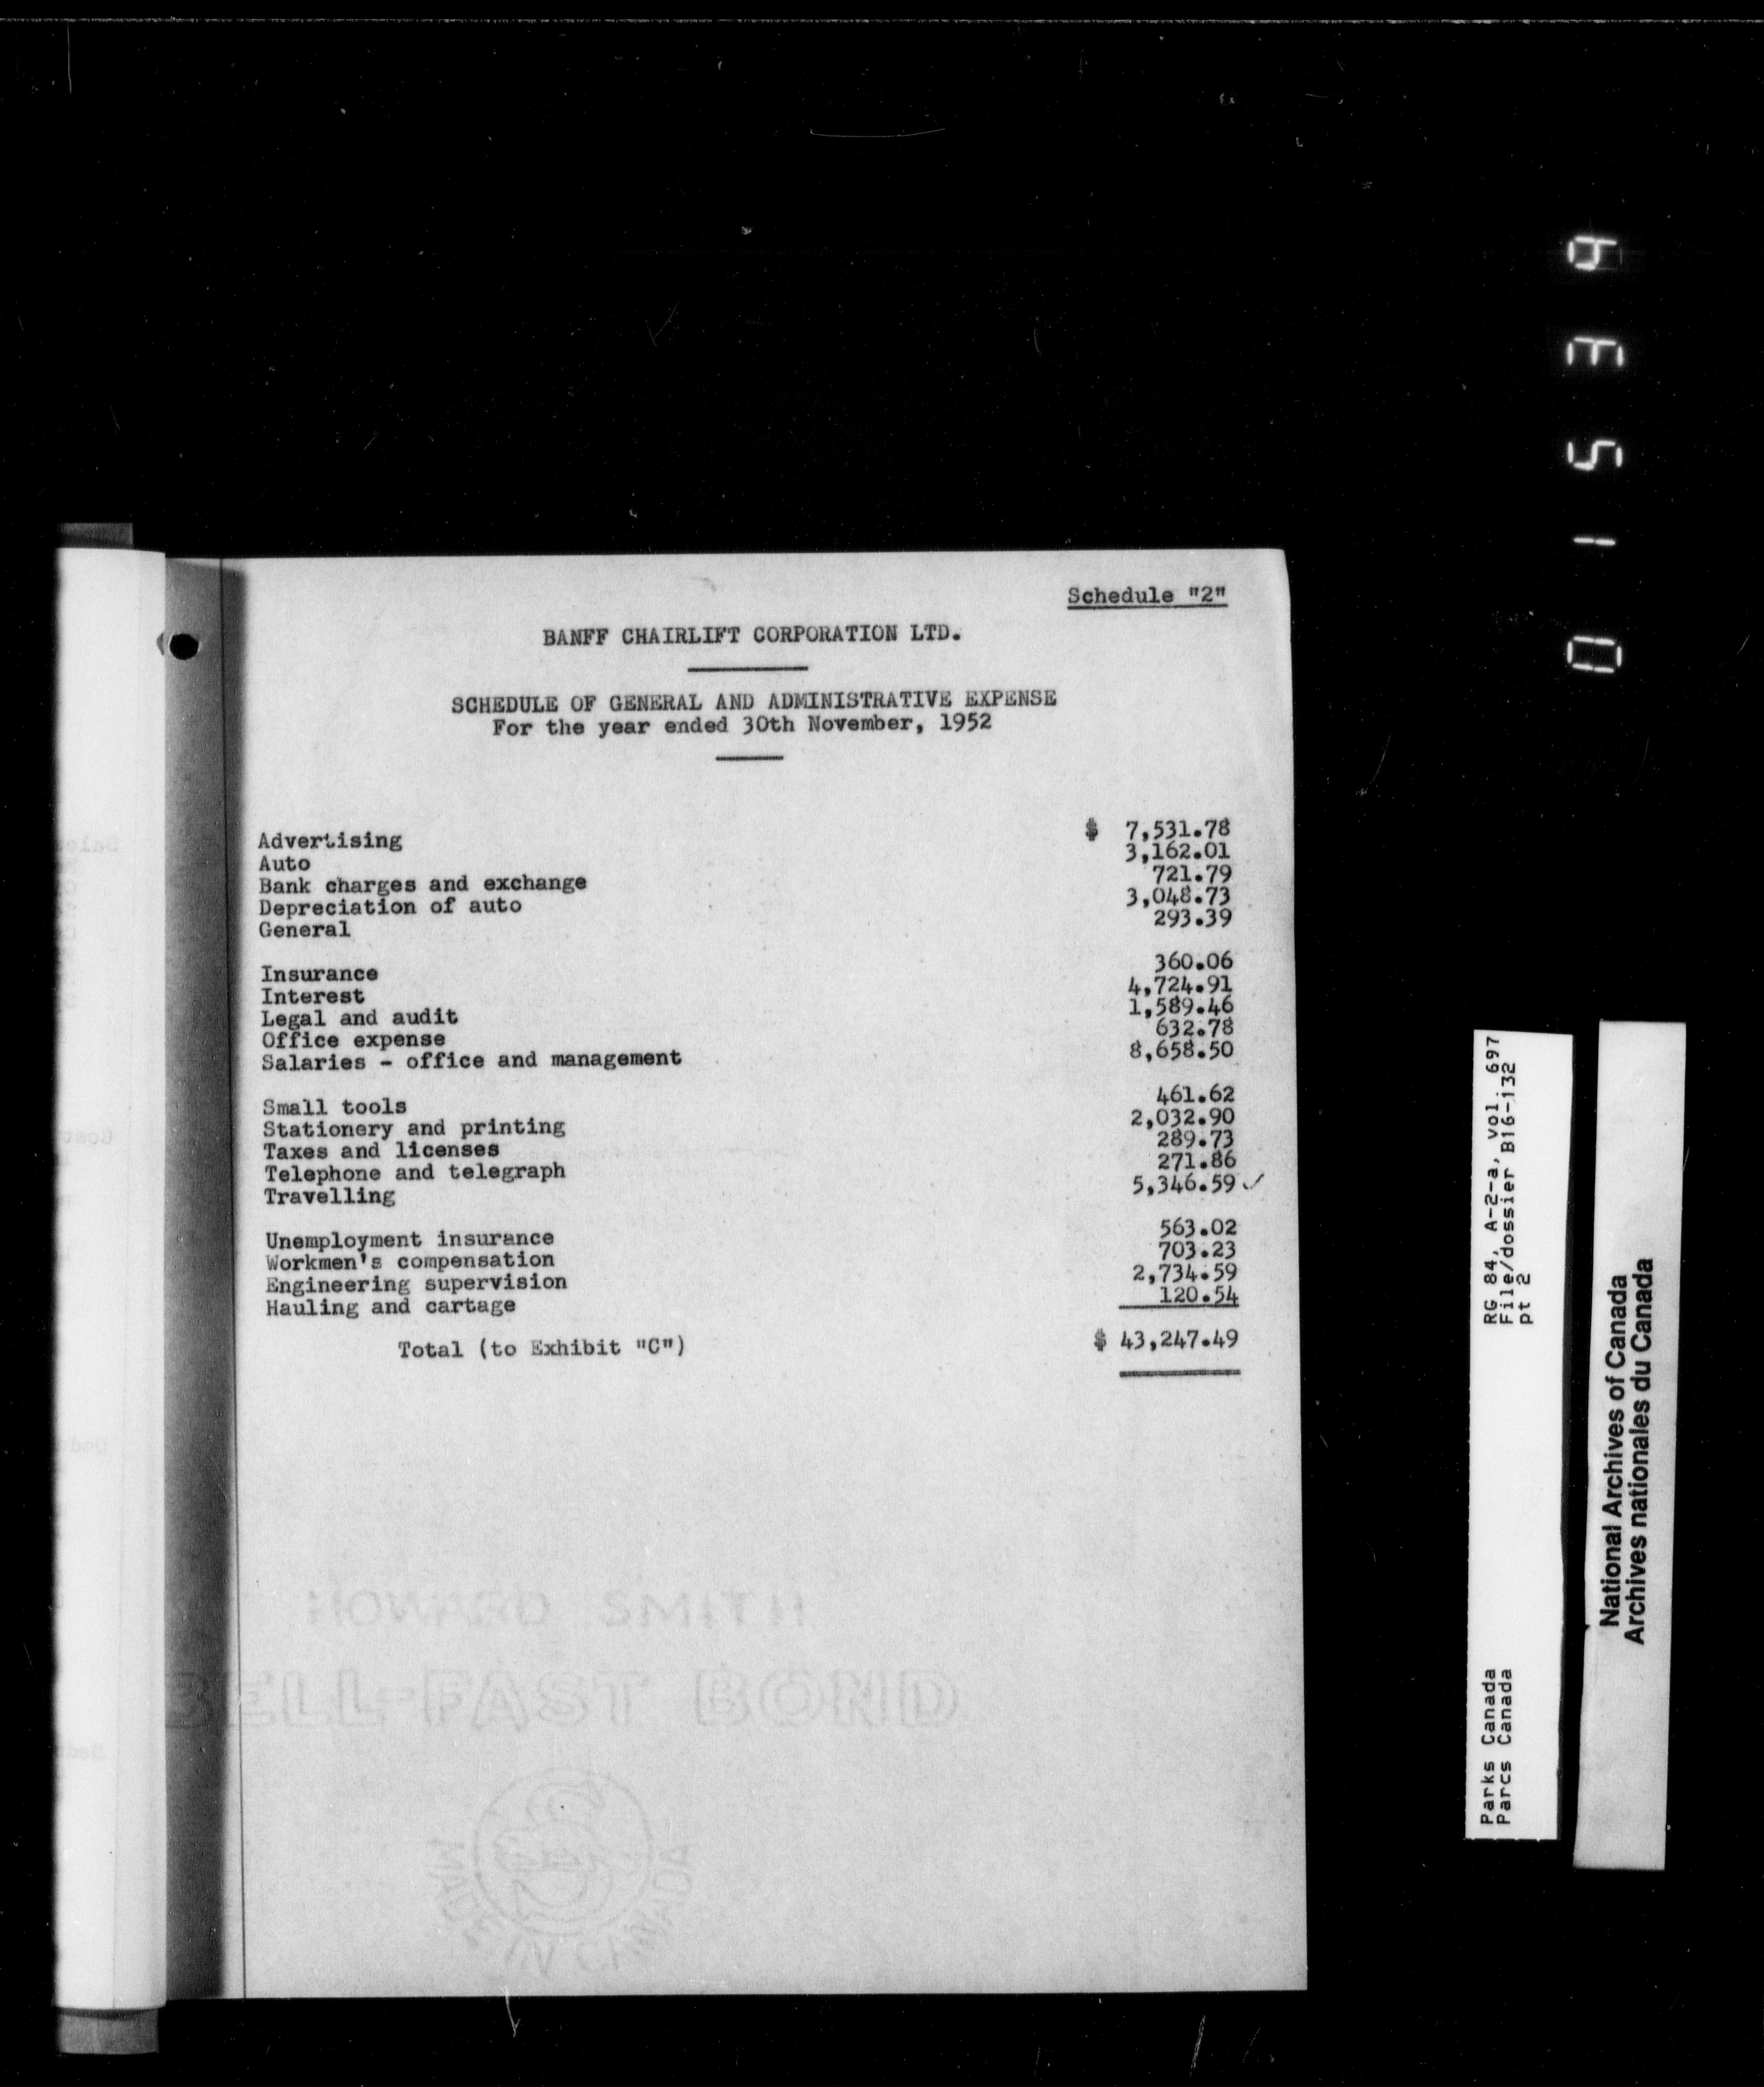 Schedule "2"
BANFF CHAIRLIFT CORPORATION LTD.
SCHEDULE OF GENERAL AND ADMINISTRATIVE EXPENSE
For the year ended 30th November, 1952
Advertising $ 7,531.78
Auto 3,162.01
Bank charges and exchange 721.79
Depreciation of auto 3,048.73
General 293.39
Insurance 360.06
Interest 4,724.91
Legal and audit 1,589.46
Office expense 632.78
Salaries - office and management 8,658.50
Small tools 461.62
Stationery and printing 2,032.90
Taxes and licenses 289.73
Telephone and telegraph 271.86
Travelling 5,346.59 ✓
Unemployment insurance 563.02
Workmen's compensation 703.23
Engineering supervision 2,734.59
Hauling and cartage 120.54
Total (to Exhibit "C") $ 43,247.49
HOWARD SMITH
BELL-FAST BOND
MADE IN CANADA
Parks Canada RG 84, A-2-a, vol. 697
Parcs Canada File/dossier B16-132
pt 2
National Archives of Canada
Archives nationales du Canada